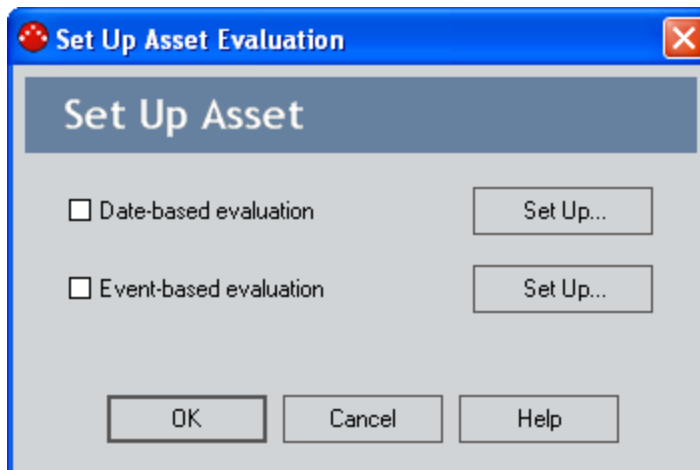 Set Up Asset Evaluation
Set Up Asset
Date-based evaluation Set Up...
Event-based evaluation Set Up...
OK Cancel Help